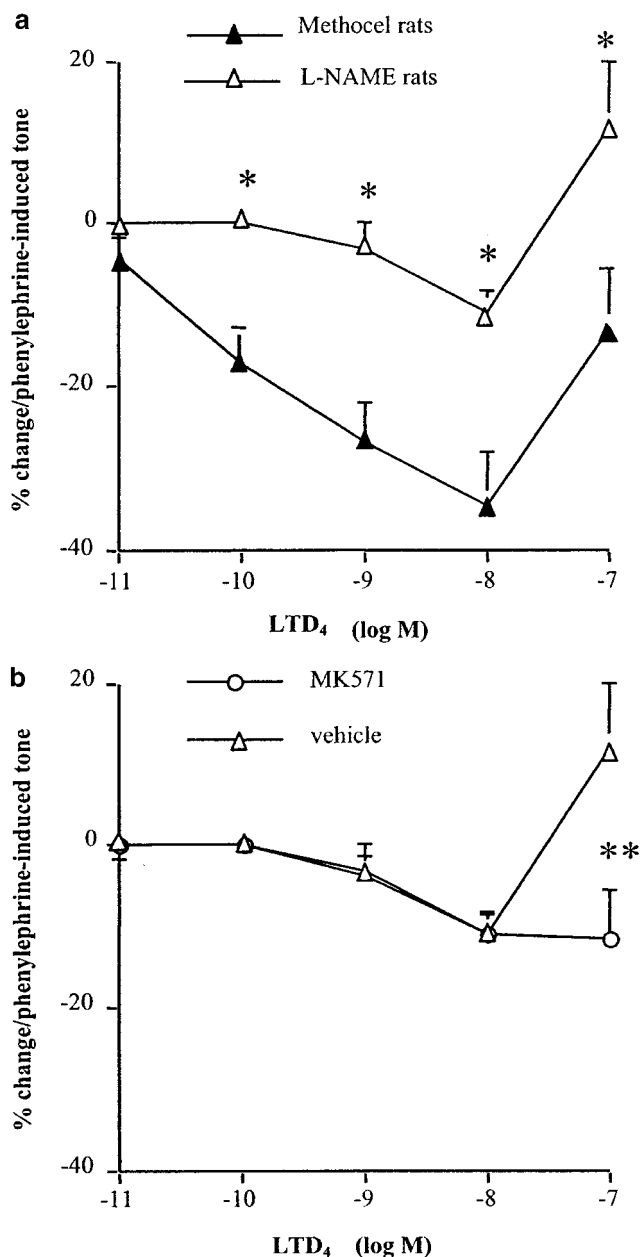 a
Methocel rats
L-NAME rats
% change/phenylephrine-induced tone
20
0
-20
-40
*
*
*
*
-11
-10
-9
-8
-7
LTD₄ (log M)
b
MK571
vehicle
% change/phenylephrine-induced tone
20
0
-20
-40
**
-11
-10
-9
-8
-7
LTD₄ (log M)